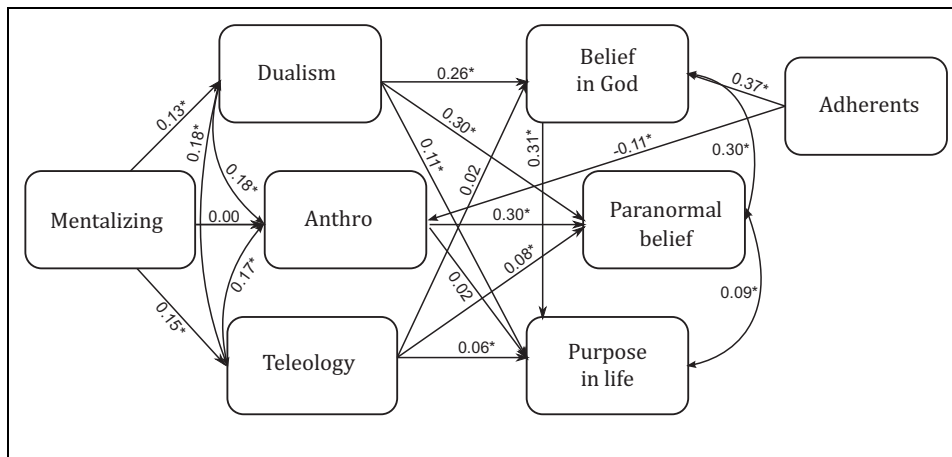 Dualism
Belief
in God
Adherents
Mentalizing
Anthro
Paranormal
belief
Teleology
Purpose
in life
0.13*
0.18*
0.18*
0.00
0.17*
0.15*
0.26*
0.30*
0.11*
0.02
0.31*
-0.11*
0.37*
0.30*
0.30*
0.08*
0.02
0.09*
0.06*